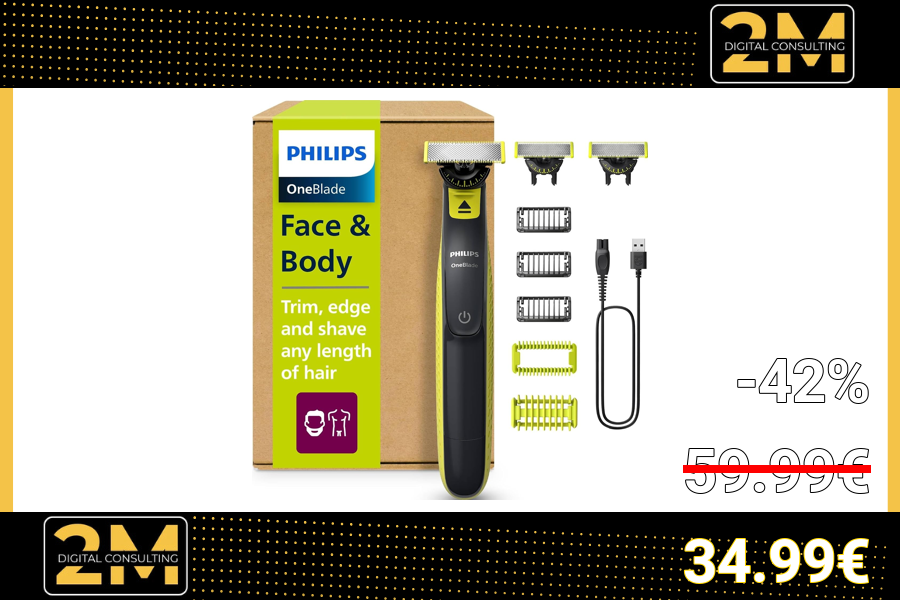 2M
DIGITAL CONSULTING
PHILIPS
OneBlade
Face &
Body
Trim, edge
and shave
any length
of hair
PHILIPS
OneBlade
-42%
59.99€
2M
DIGITAL CONSULTING
34.99€